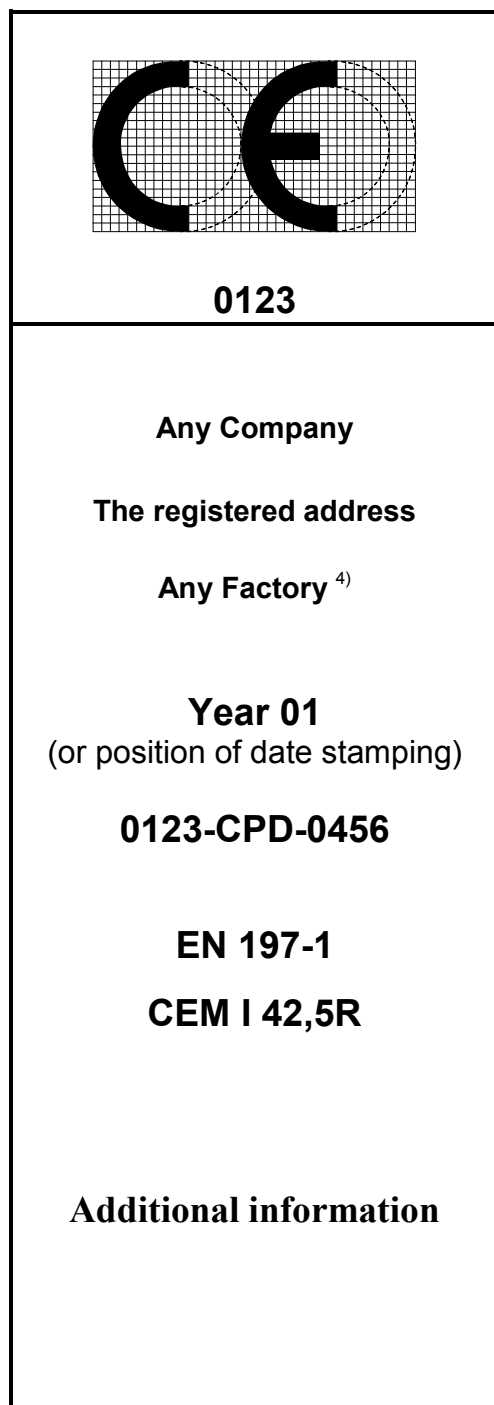 CE
0123
Any Company
The registered address
Any Factory 4)
Year 01
(or position of date stamping)
0123-CPD-0456
EN 197-1
CEM I 42,5R
Additional information